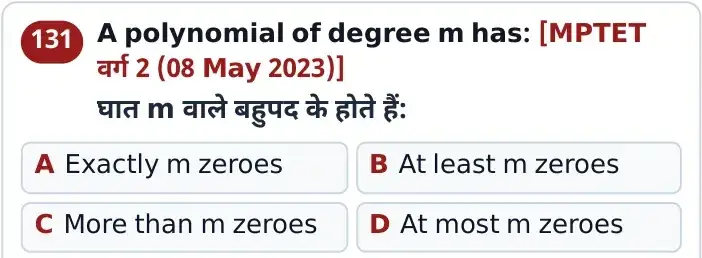 131 A polynomial of degree m has: [MPTET
वर्ग 2 (08 May 2023)]
घात m वाले बहुपद के होते हैं:
A Exactly m zeroes
B At least m zeroes
C More than m zeroes
D At most m zeroes